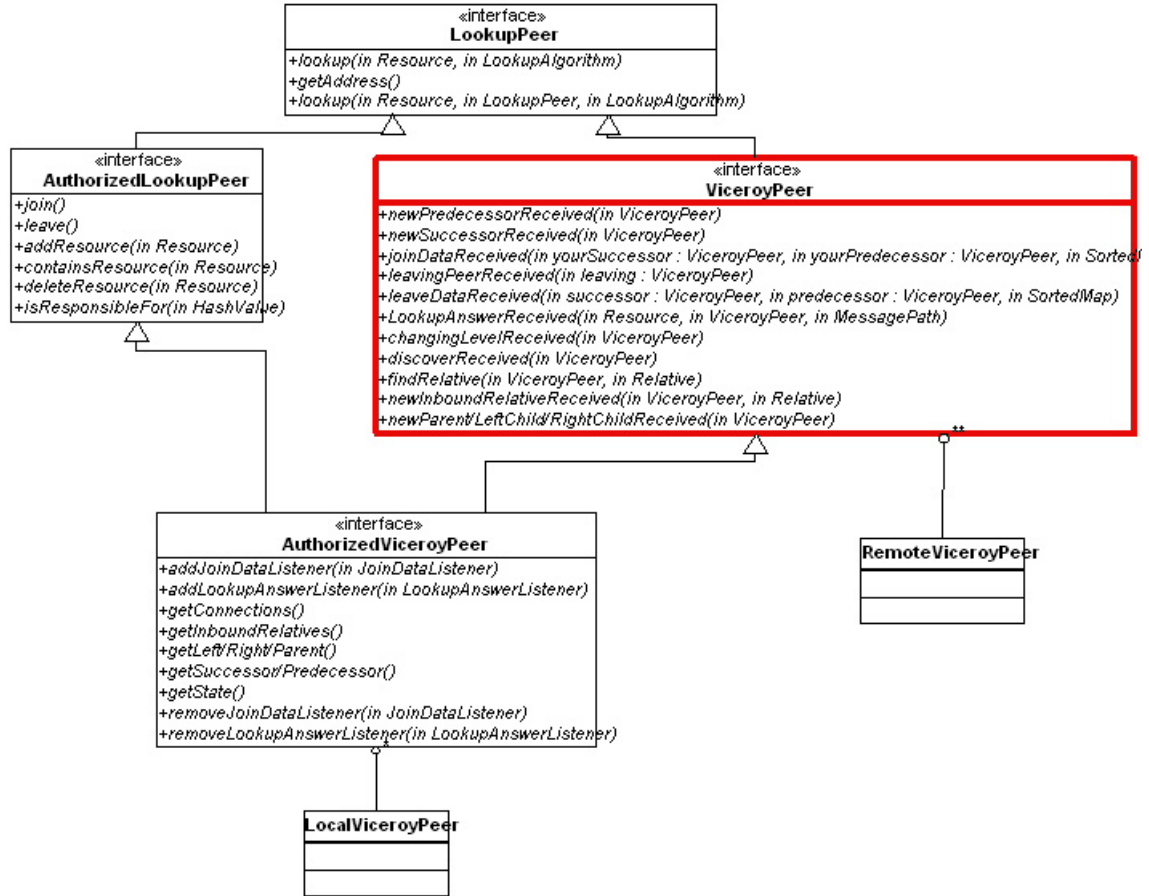 «interface»
LookupPeer
+lookup(in Resource, in LookupAlgorithm)
+getAddress()
+lookup(in Resource, in LookupPeer, in LookupAlgorithm)
«interface»
AuthorizedLookupPeer
+join()
+leave()
+addResource(in Resource)
+containsResource(in Resource)
+deleteResource(in Resource)
+isResponsibleFor(in HashValue)
«interface»
ViceroyPeer
+newPredecessorReceived(in ViceroyPeer)
+newSuccessorReceived(in ViceroyPeer)
+joinDataReceived(in yourSuccessor : ViceroyPeer, in yourPredecessor : ViceroyPeer, in Sorted
+leavingPeerReceived(in leaving : ViceroyPeer)
+leaveDataReceived(in successor : ViceroyPeer, in predecessor : ViceroyPeer, in SortedMap)
+LookupAnswerReceived(in Resource, in ViceroyPeer, in MessagePath)
+changingLevelReceived(in ViceroyPeer)
+discoverReceived(in ViceroyPeer)
+findRelative(in ViceroyPeer, in Relative)
+newInboundRelativeReceived(in ViceroyPeer, in Relative)
+newParent/LeftChild/RightChildReceived(in ViceroyPeer)
**
«interface»
AuthorizedViceroyPeer
+addJoinDataListener(in JoinDataListener)
+addLookupAnswerListener(in LookupAnswerListener)
+getConnections()
+getInboundRelatives()
+getLeft/Right/Parent()
+getSuccessor/Predecessor()
+getState()
+removeJoinDataListener(in JoinDataListener)
+removeLookupAnswerListener(in LookupAnswerListener)
*
RemoteViceroyPeer
LocalViceroyPeer